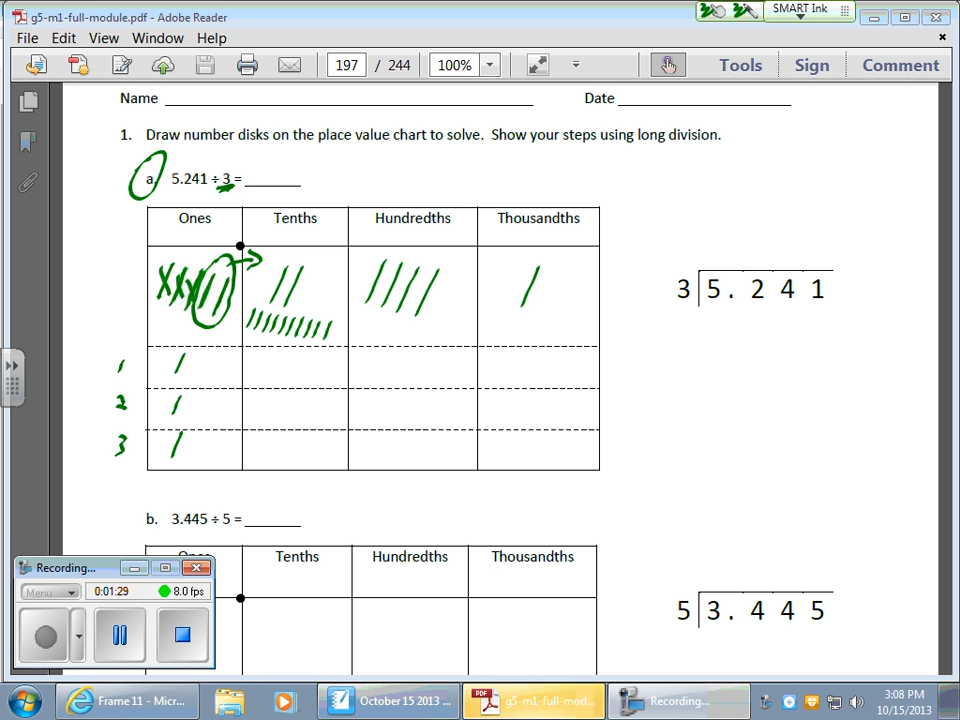 g5-m1-full-module.pdf - Adobe Reader
SMART Ink
File Edit View Window Help
197 / 244 100% Tools Sign Comment
Name Date
1. Draw number disks on the place value chart to solve. Show your steps using long division.
a. 5.241 ÷ 3 =
Ones Tenths Hundredths Thousandths
3 5. 2 4 1
1
2
3
b. 3.445 ÷ 5 =
Ones Tenths Hundredths Thousandths
5 3. 4 4 5
Recording...
Menu 0:01:29 8.0 fps
Frame 11 - Micr... October 15 2013 ... g5-m1-full-mod... Recording... 3:08 PM
10/15/2013